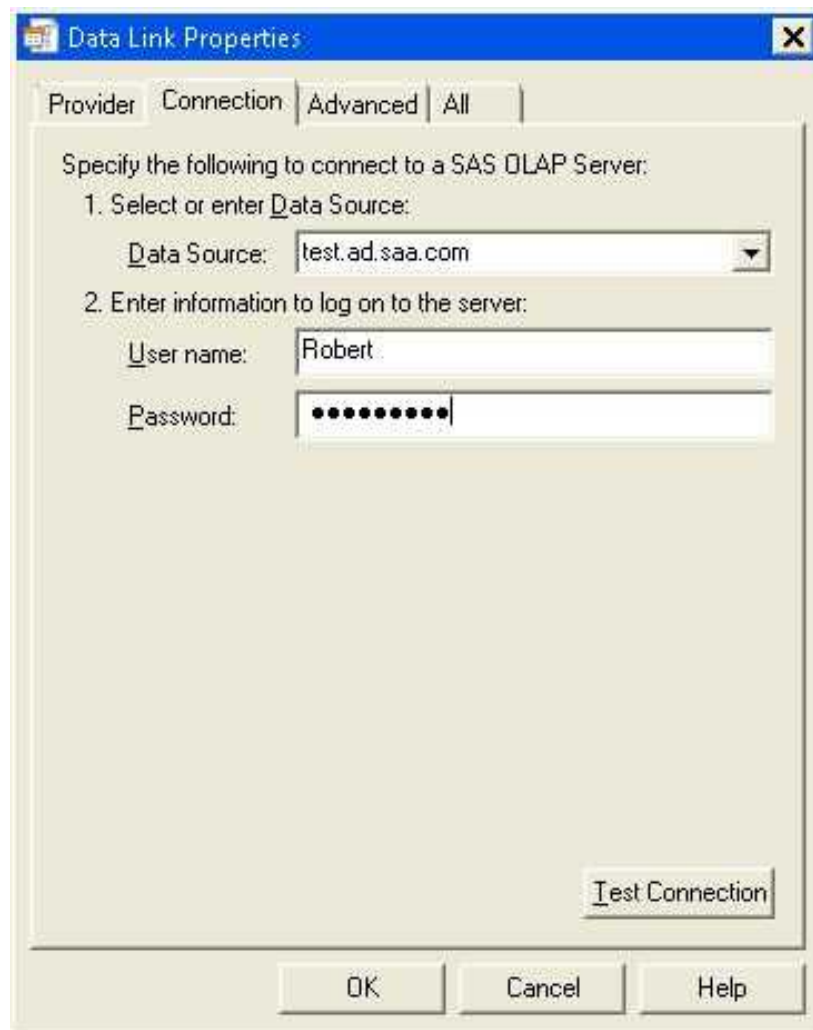 Data Link Properties
Provider Connection Advanced All
Specify the following to connect to a SAS OLAP Server:
1. Select or enter Data Source:
Data Source: test.ad.saa.com
2. Enter information to log on to the server:
User name: Robert
Password: •••••••••
Test Connection
OK Cancel Help